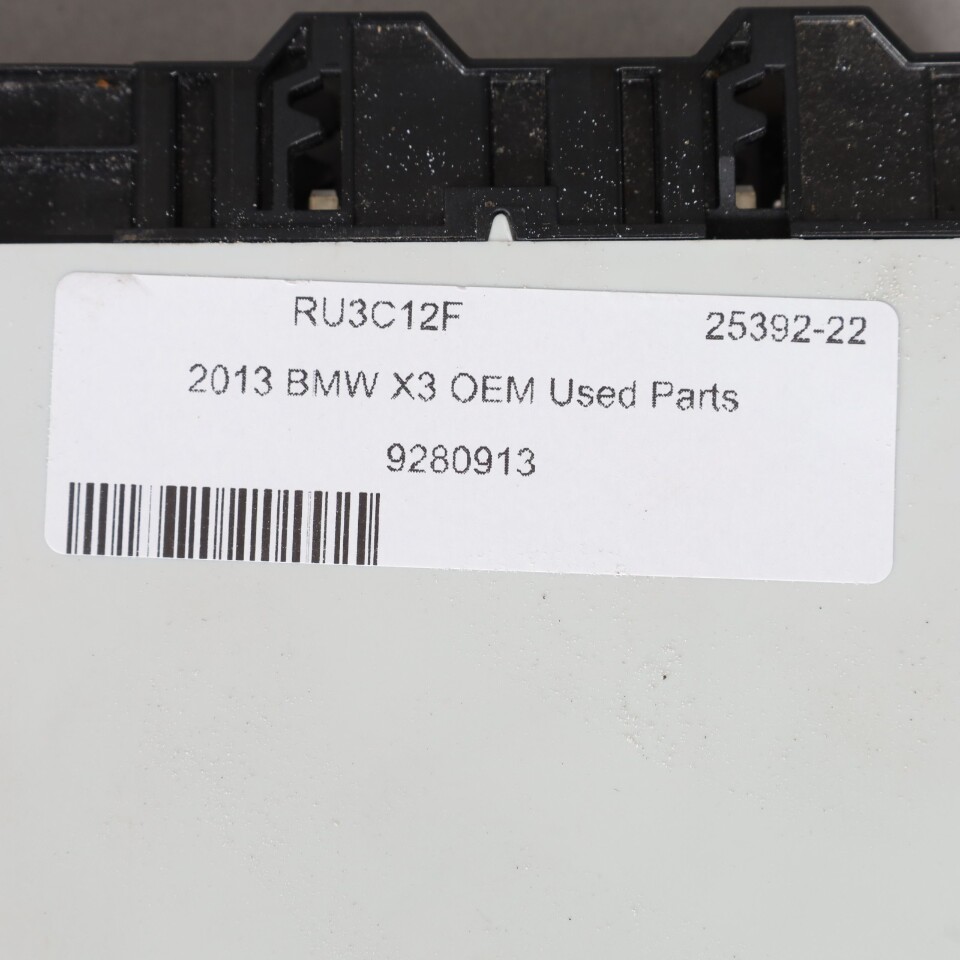 RU3C12F 25392-22
2013 BMW X3 OEM Used Parts
9280913